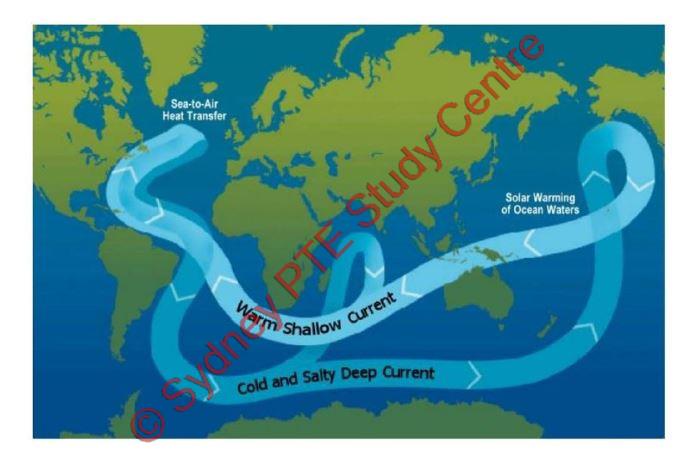 Sea-to-Air
Heat Transfer
Solar Warming
of Ocean Waters
Warm Shallow Current
Cold and Salty Deep Current
© Sydney PTE Study Centre